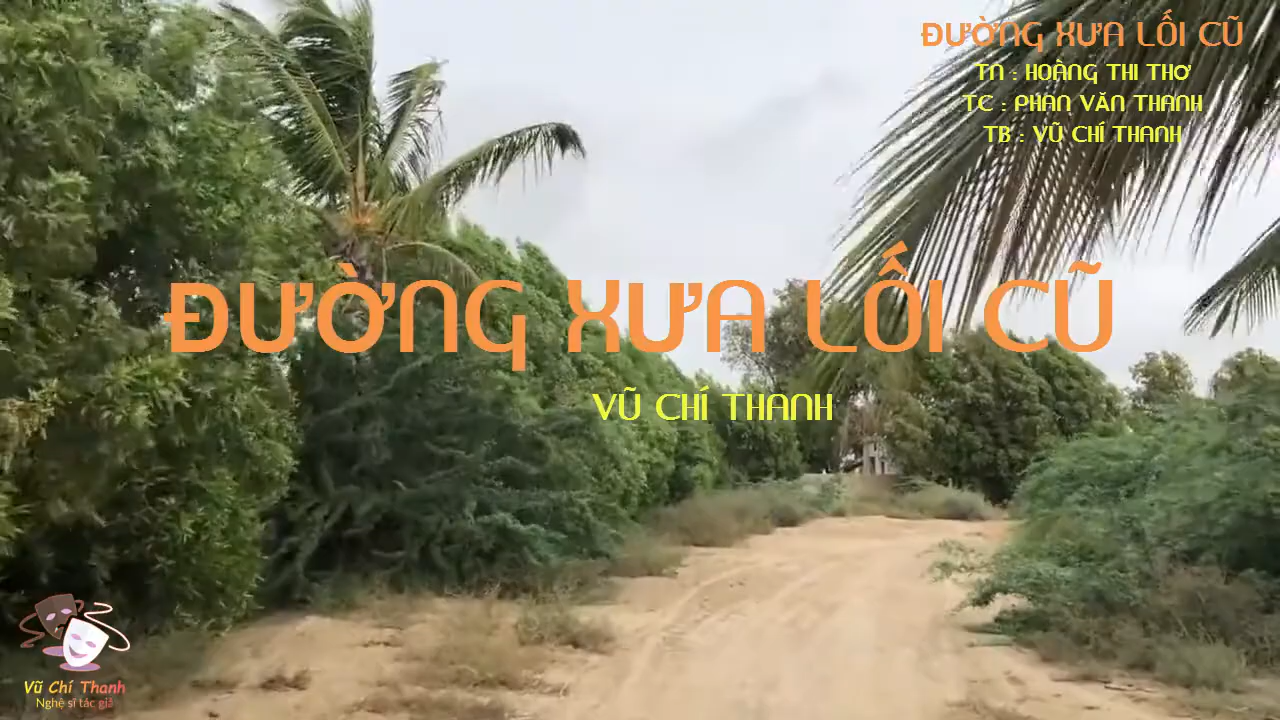 ĐƯỜNG XƯA LỐI CŨ
TN : HOÀNG THI THƠ
TC : PHAN VĂN THANH
TB : VŨ CHÍ THANH
ĐƯỜNG XƯA LỐI CŨ
VŨ CHÍ THANH
Vũ Chí Thanh
Nghệ sĩ tác giả